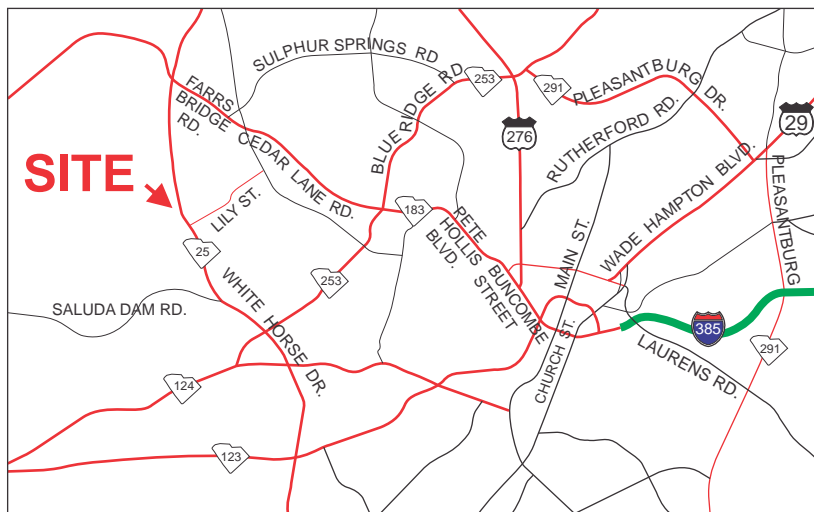 SULPHUR SPRINGS RD
FARRS
BRIDGE
RD.
CEDAR LANE RD.
BLUE RIDGE RD
253
291
PLEASANTBURG DR.
276
RUTHERFORD RD.
29
SITE
LILY ST.
183
PETE
HOLLIS
BLVD.
BUNCOMBE
STREET
MAIN ST.
WADE HAMPTON BLVD.
PLEASANTBURG
25
253
WHITE HORSE DR.
SALUDA DAM RD.
385
CHURCH ST.
LAURENS RD.
291
124
123